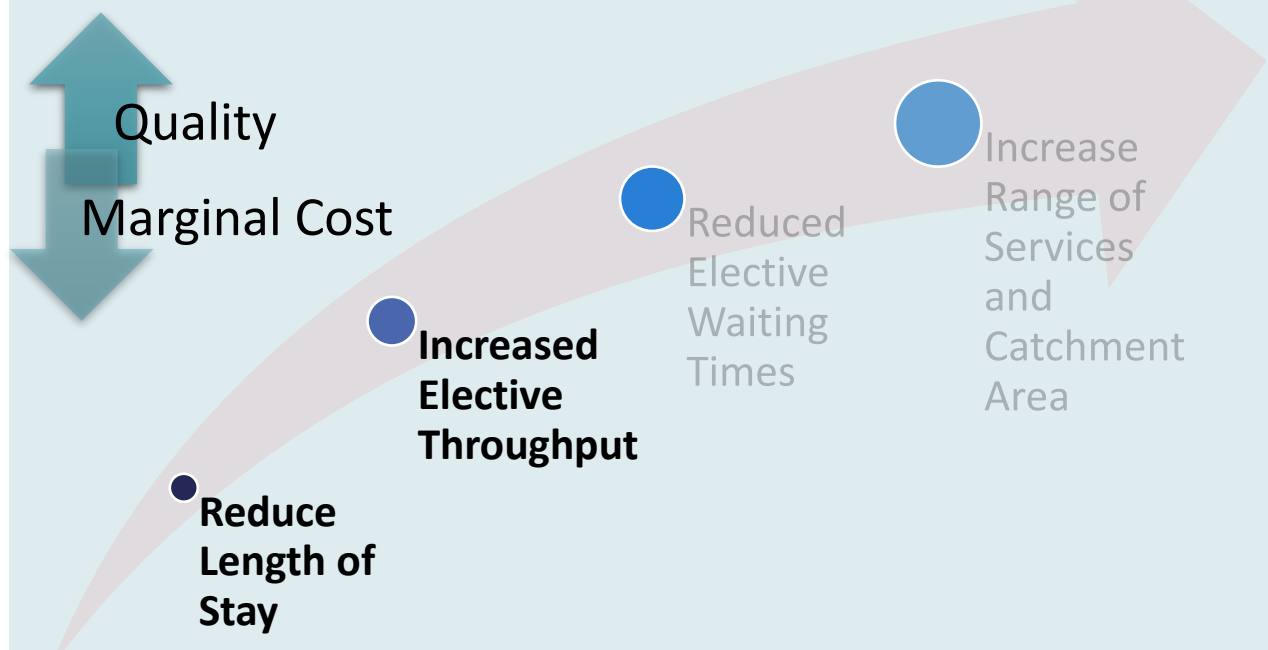 Quality
Marginal Cost
Reduce
Length of
Stay
Increased
Elective
Throughput
Reduced
Elective
Waiting
Times
Increase
Range of
Services
and
Catchment
Area